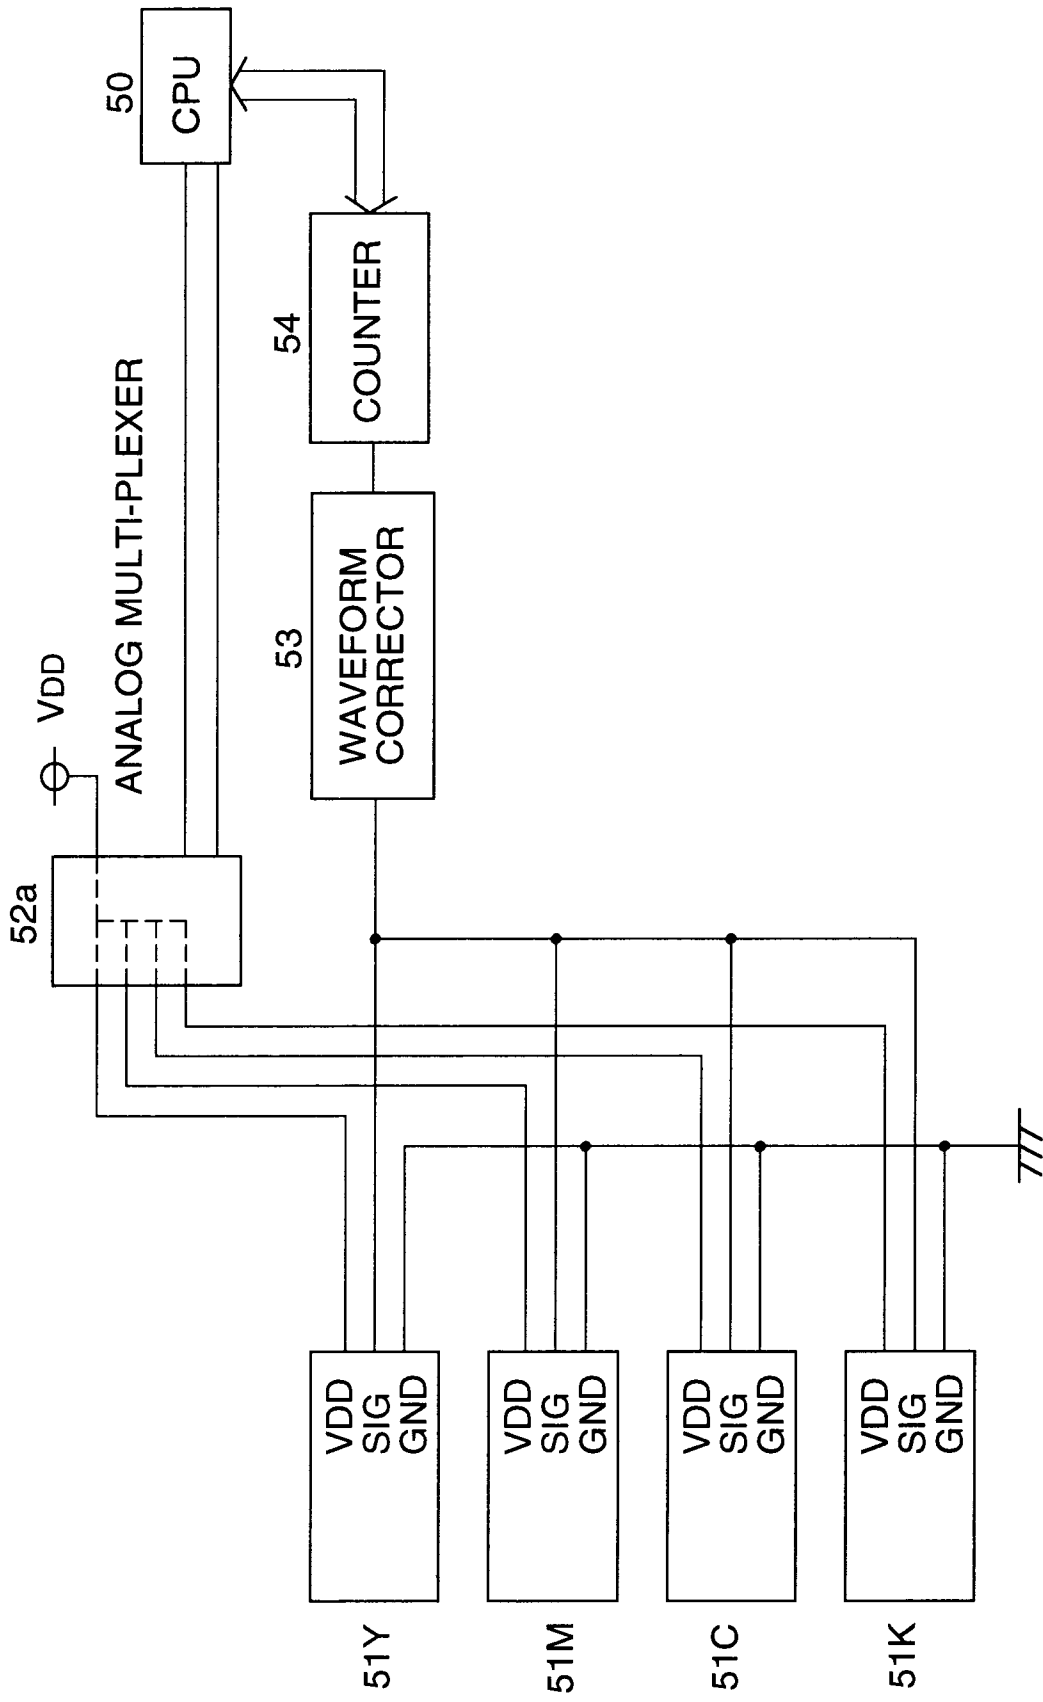 52a
VDD
50
CPU
ANALOG MULTI-PLEXER
53
WAVEFORM
CORRECTOR
54
COUNTER
51Y
VDD
SIG
GND
51M
VDD
SIG
GND
51C
VDD
SIG
GND
51K
VDD
SIG
GND